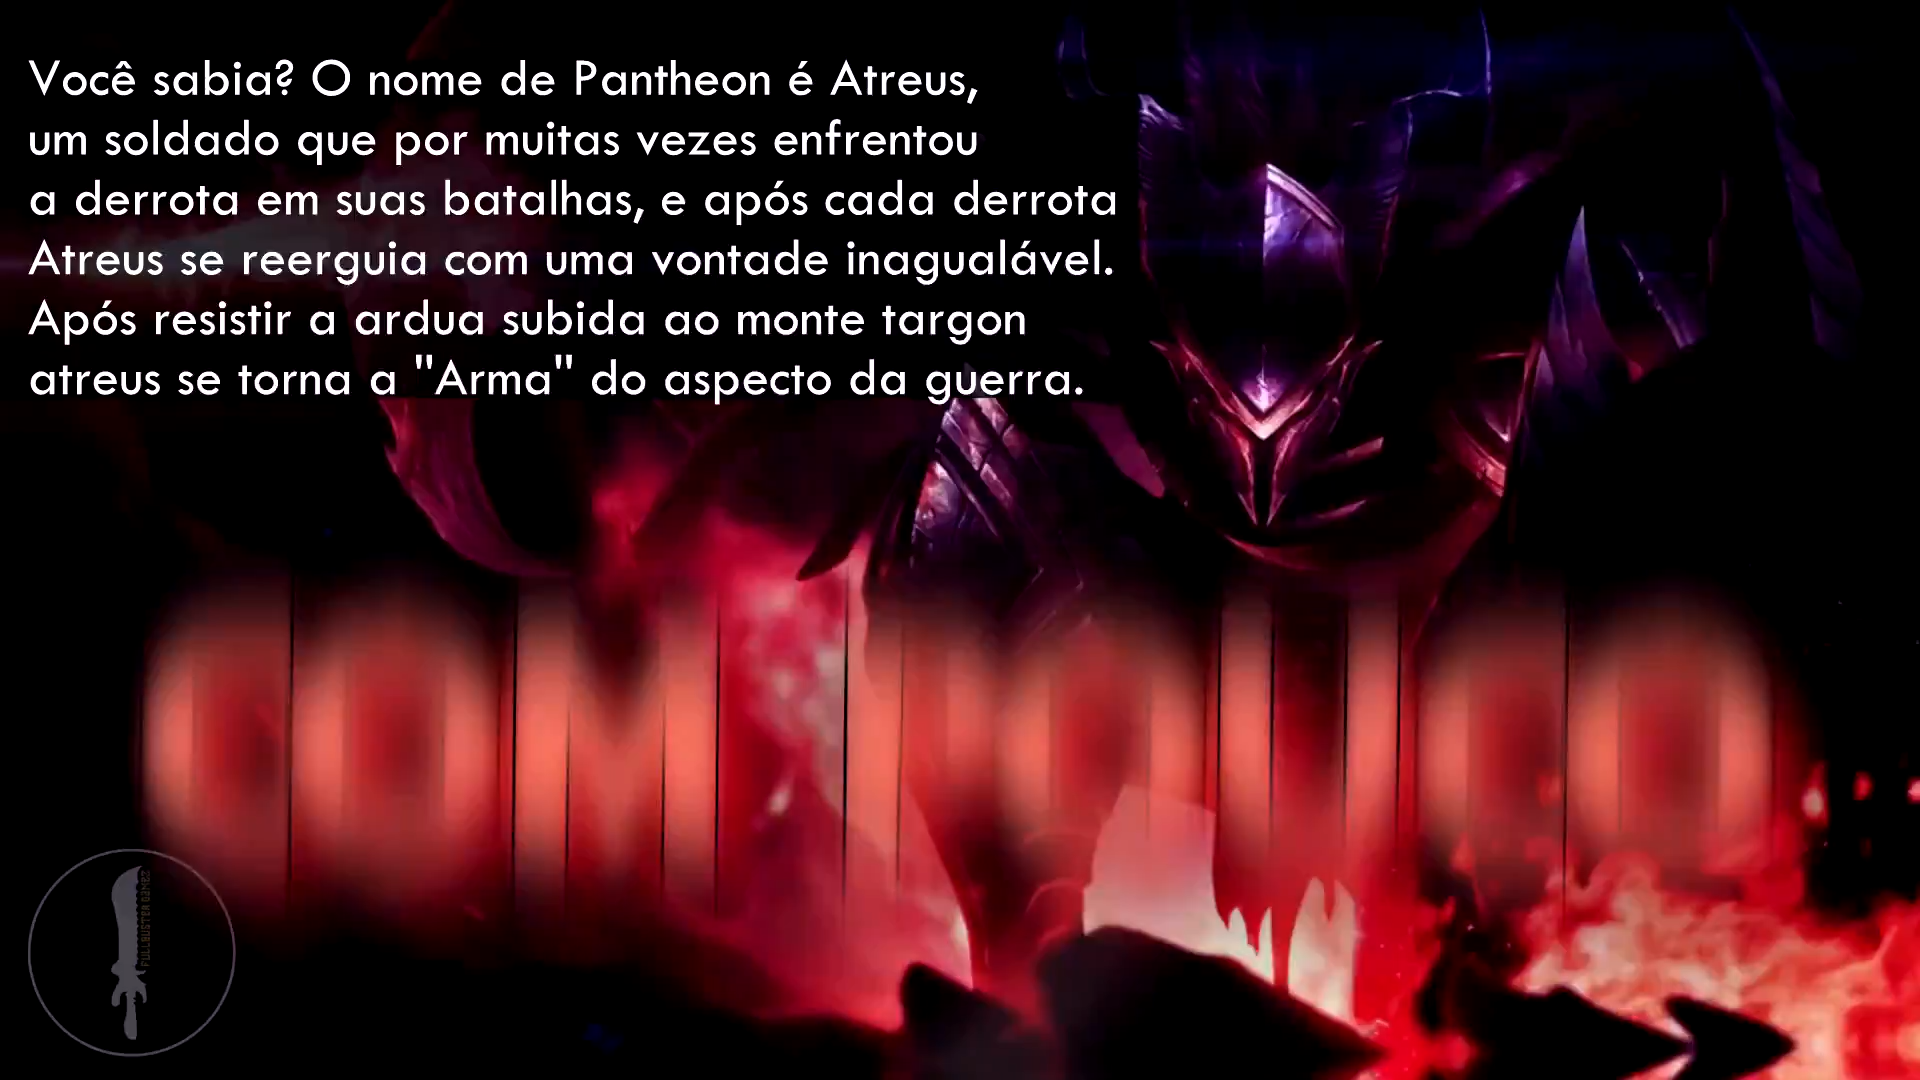 Você sabia? O nome de Pantheon é Atreus,
um soldado que por muitas vezes enfrentou
a derrota em suas batalhas, e após cada derrota
Atreus se reerguia com uma vontade inagualável.
Após resistir a ardua subida ao monte targon
atreus se torna a "Arma" do aspecto da guerra.
FULLBUSTER GAMEZ